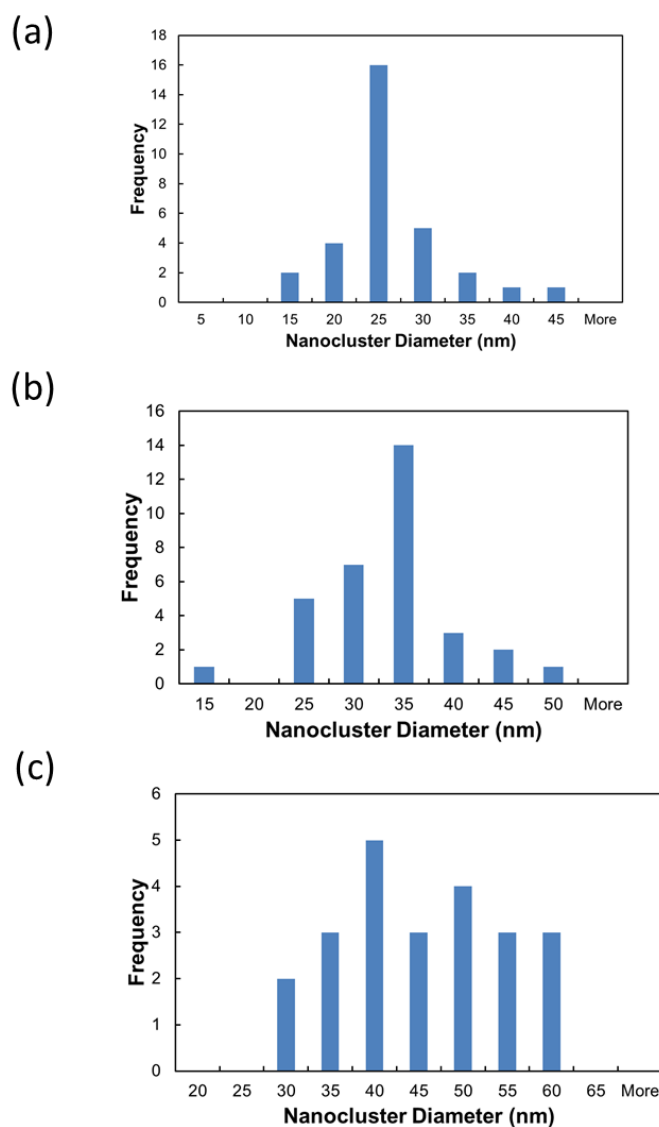 (a)
18
16
14
12
10
8
6
4
2
0
Frequency
5 10 15 20 25 30 35 40 45 More
Nanocluster Diameter (nm)
(b)
16
14
12
10
8
6
4
2
0
Frequency
15 20 25 30 35 40 45 50 More
Nanocluster Diameter (nm)
(c)
6
5
4
3
2
1
0
Frequency
20 25 30 35 40 45 50 55 60 65 More
Nanocluster Diameter (nm)